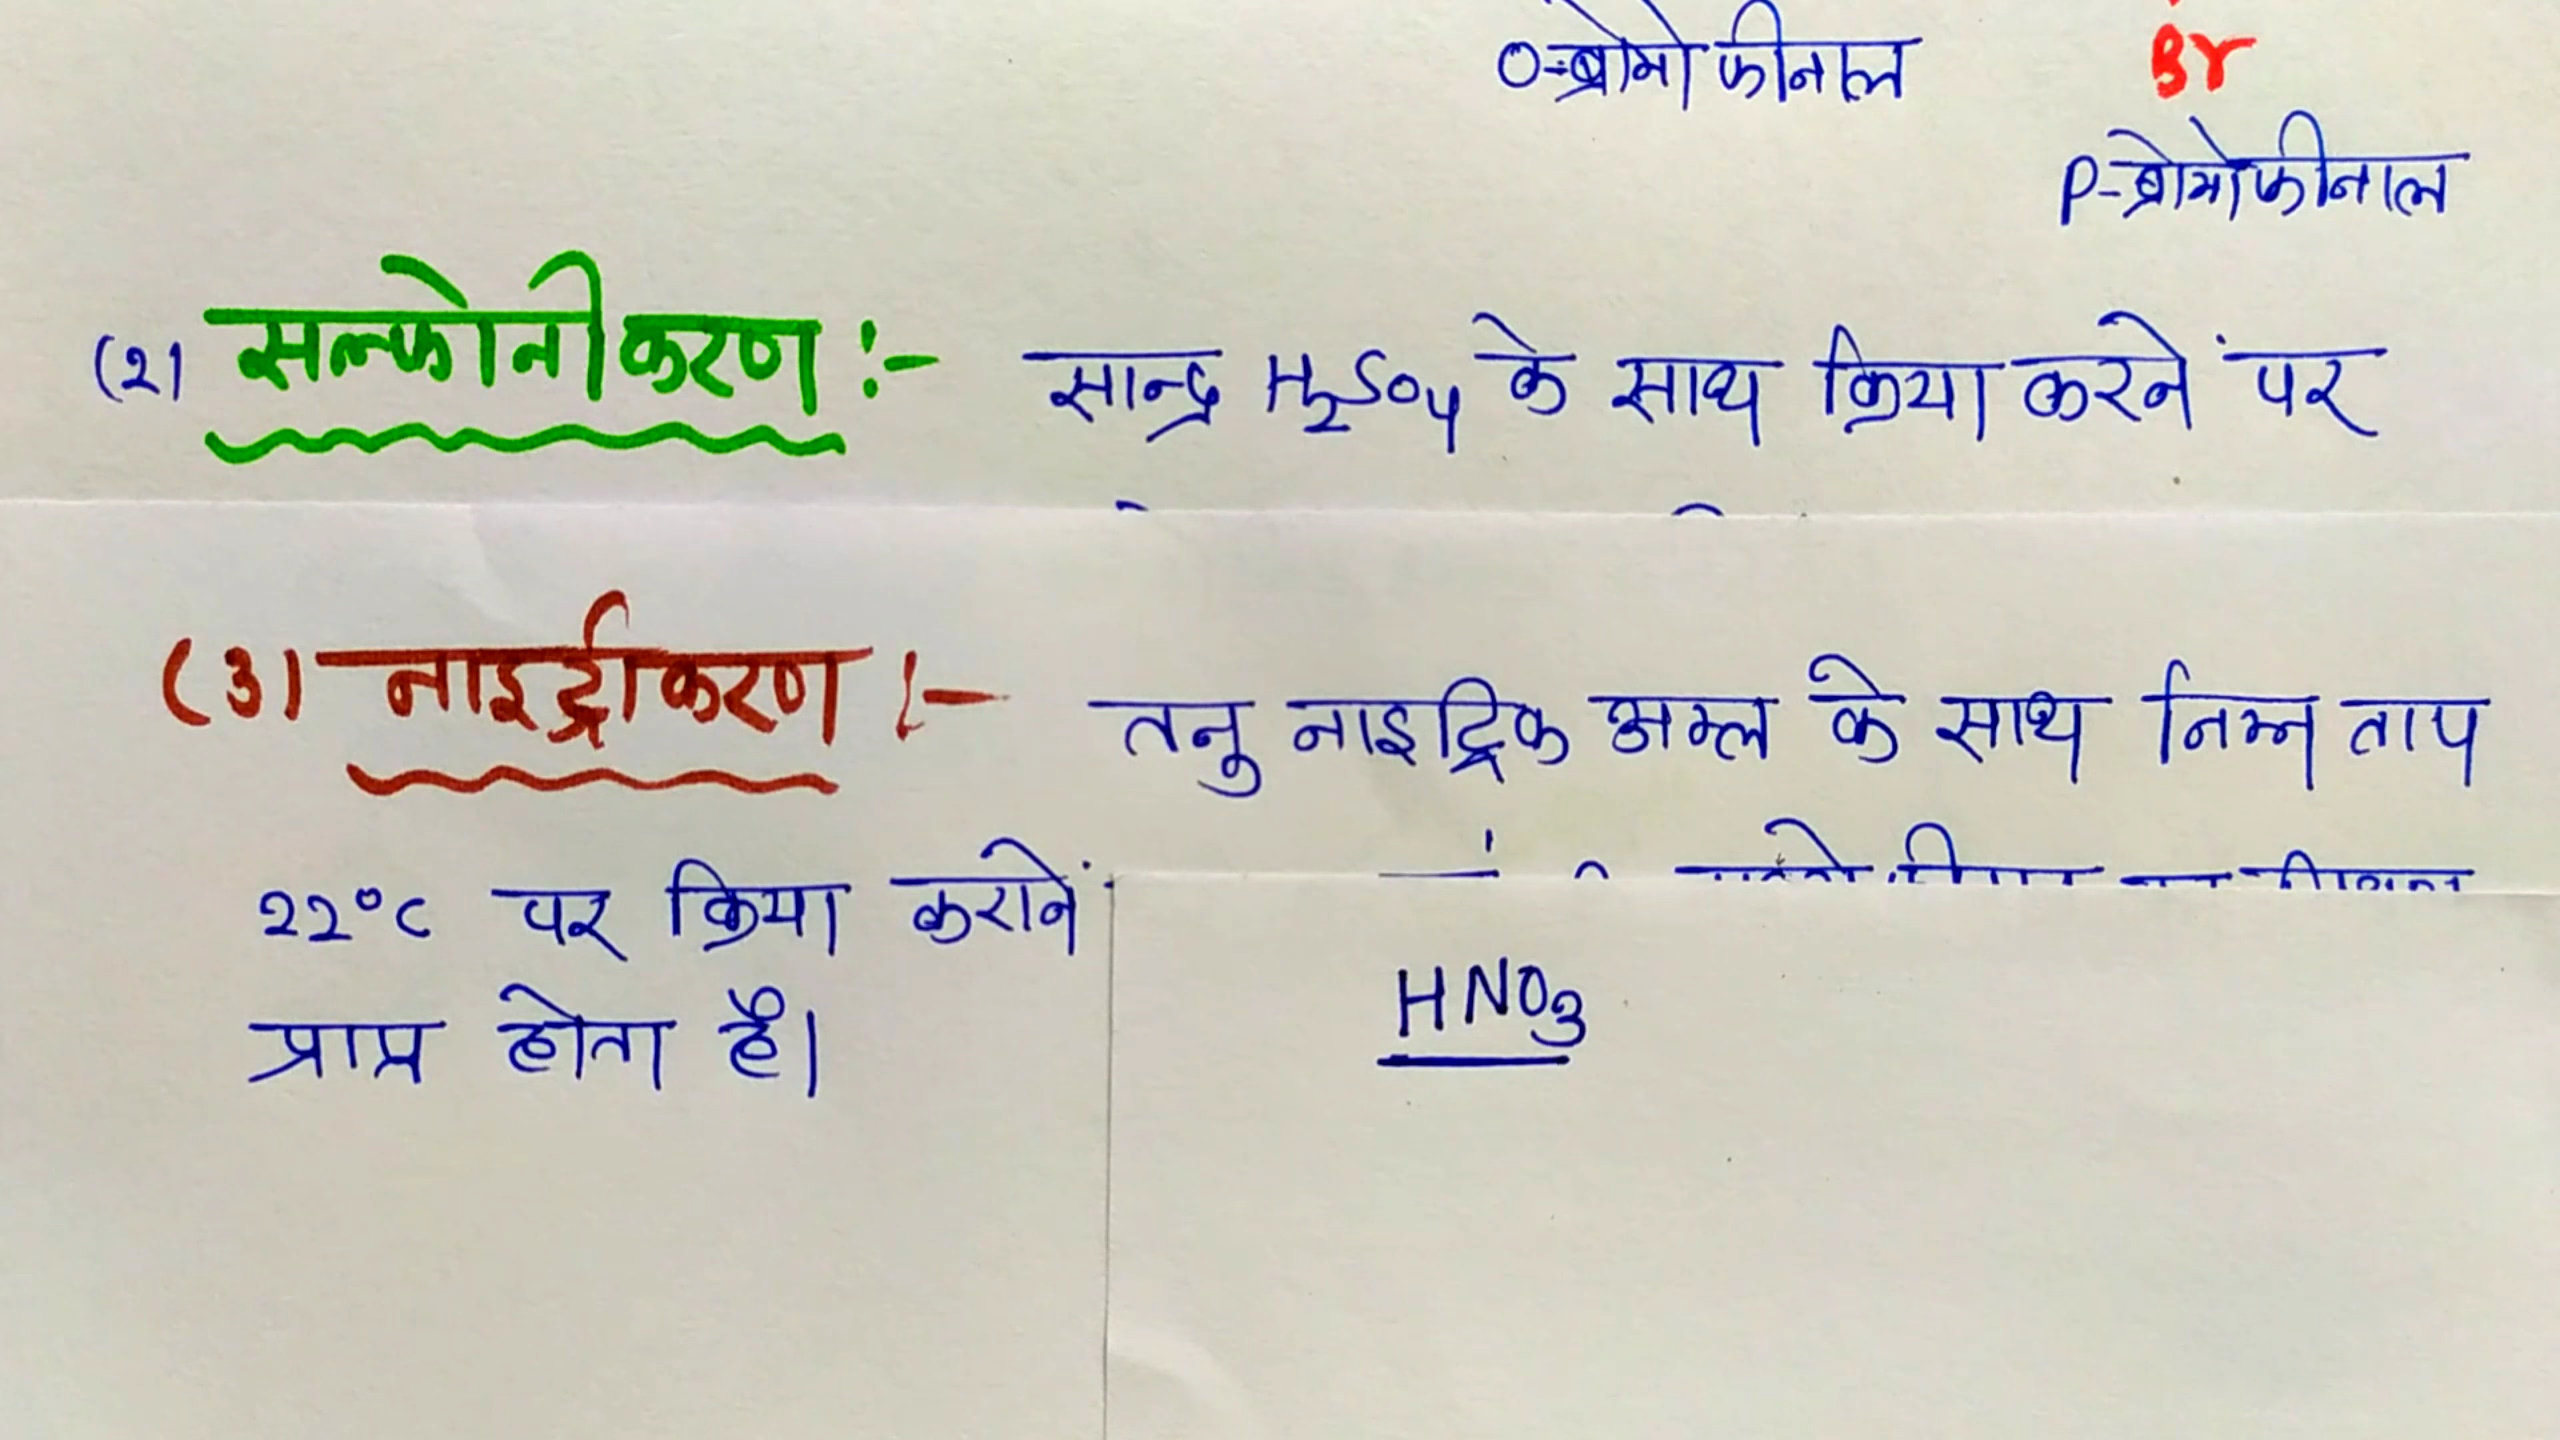 O-ब्रोमोफीनाल
Br
P-ब्रोमोफीनाल
(2) सल्फोनीकरण :- सान्द्र H₂SO₄ के साथ क्रिया करनें पर
(3) नाइट्रीकरण :- तनु नाइट्रिक अम्ल के साथ निम्न ताप
22°C पर क्रिया करानें
HNO₃
प्राप्त होता है।